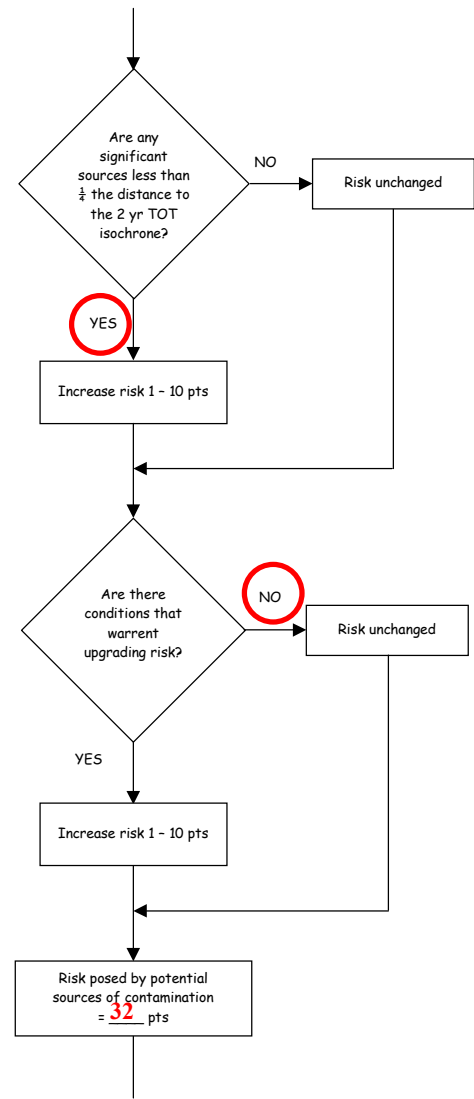 Are any
significant
sources less than
¼ the distance to
the 2 yr TOT
isochrone?
NO
Risk unchanged
YES
Increase risk 1 – 10 pts
Are there
conditions that
warrent
upgrading risk?
NO
Risk unchanged
YES
Increase risk 1 – 10 pts
Risk posed by potential
sources of contamination
= 32 pts